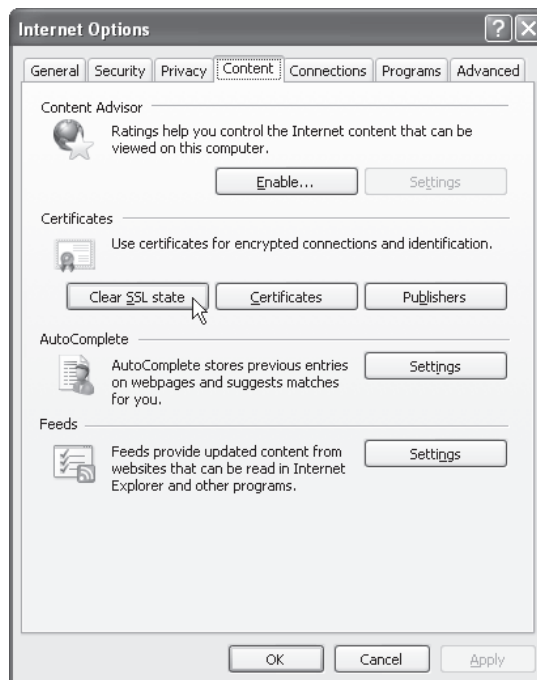 Internet Options
General Security Privacy Content Connections Programs Advanced
Content Advisor
Ratings help you control the Internet content that can be
viewed on this computer.
Enable... Settings
Certificates
Use certificates for encrypted connections and identification.
Clear SSL state Certificates Publishers
AutoComplete
AutoComplete stores previous entries
on webpages and suggests matches
for you.
Settings
Feeds
Feeds provide updated content from
websites that can be read in Internet
Explorer and other programs.
Settings
OK Cancel Apply